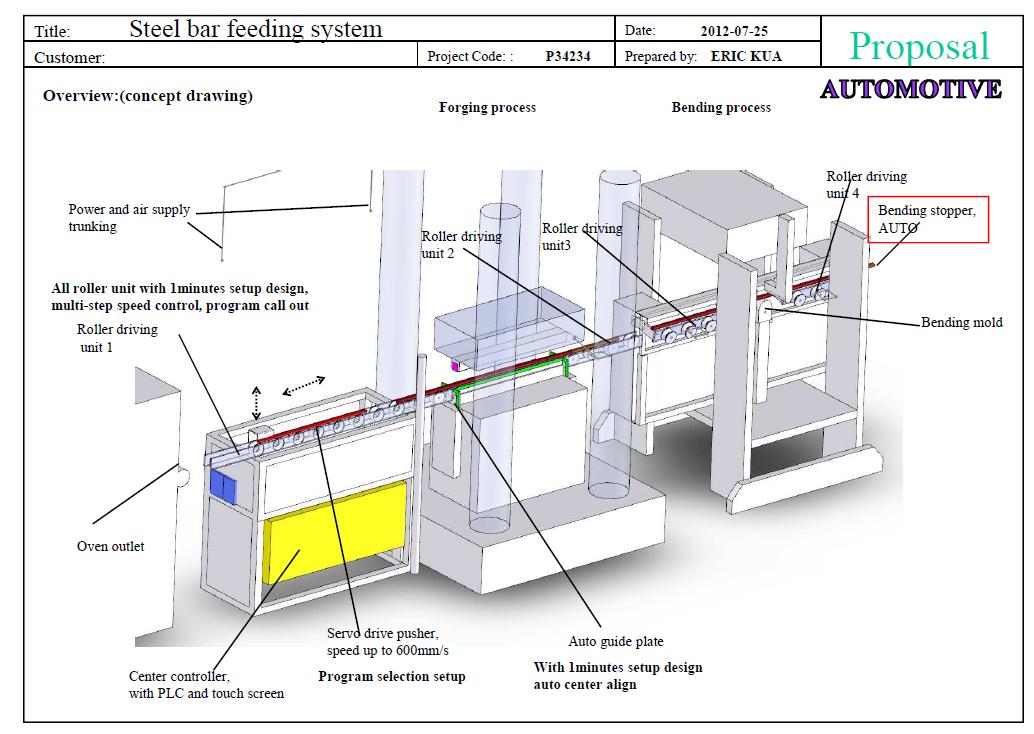 Title: Steel bar feeding system
Date: 2012-07-25
Proposal
Customer:
Project Code: : P34234
Prepared by: ERIC KUA
AUTOMOTIVE
Overview:(concept drawing)
Forging process
Bending process
Roller driving
unit 4
Bending stopper,
AUTO
Power and air supply
trunking
Roller driving
unit 2
Roller driving
unit3
All roller unit with 1minutes setup design,
multi-step speed control, program call out
Roller driving
unit 1
Bending mold
Oven outlet
Servo drive pusher,
speed up to 600mm/s
Program selection setup
Auto guide plate
With 1minutes setup design
auto center align
Center controller,
with PLC and touch screen